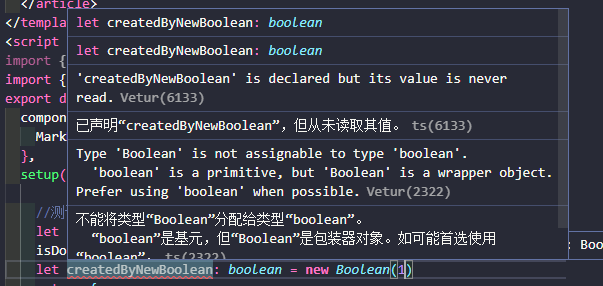 </article>
</templa
<script
import {
import {
export d
compon
Mark
},
setup(
//测
let
isDo
let createdByNewBoolean: boolean
let createdByNewBoolean: boolean
'createdByNewBoolean' is declared but its value is never
read. Vetur(6133)
已声明“createdByNewBoolean”，但从未读取其值。 ts(6133)
Type 'Boolean' is not assignable to type 'boolean'.
'boolean' is a primitive, but 'Boolean' is a wrapper object.
Prefer using 'boolean' when possible. Vetur(2322)
不能将类型“Boolean”分配给类型“boolean”。
“boolean”是基元，但“Boolean”是包装器对象。如可能首选使用
“boolean”。 ts(2322)
: Boo
let createdByNewBoolean: boolean = new Boolean(1)